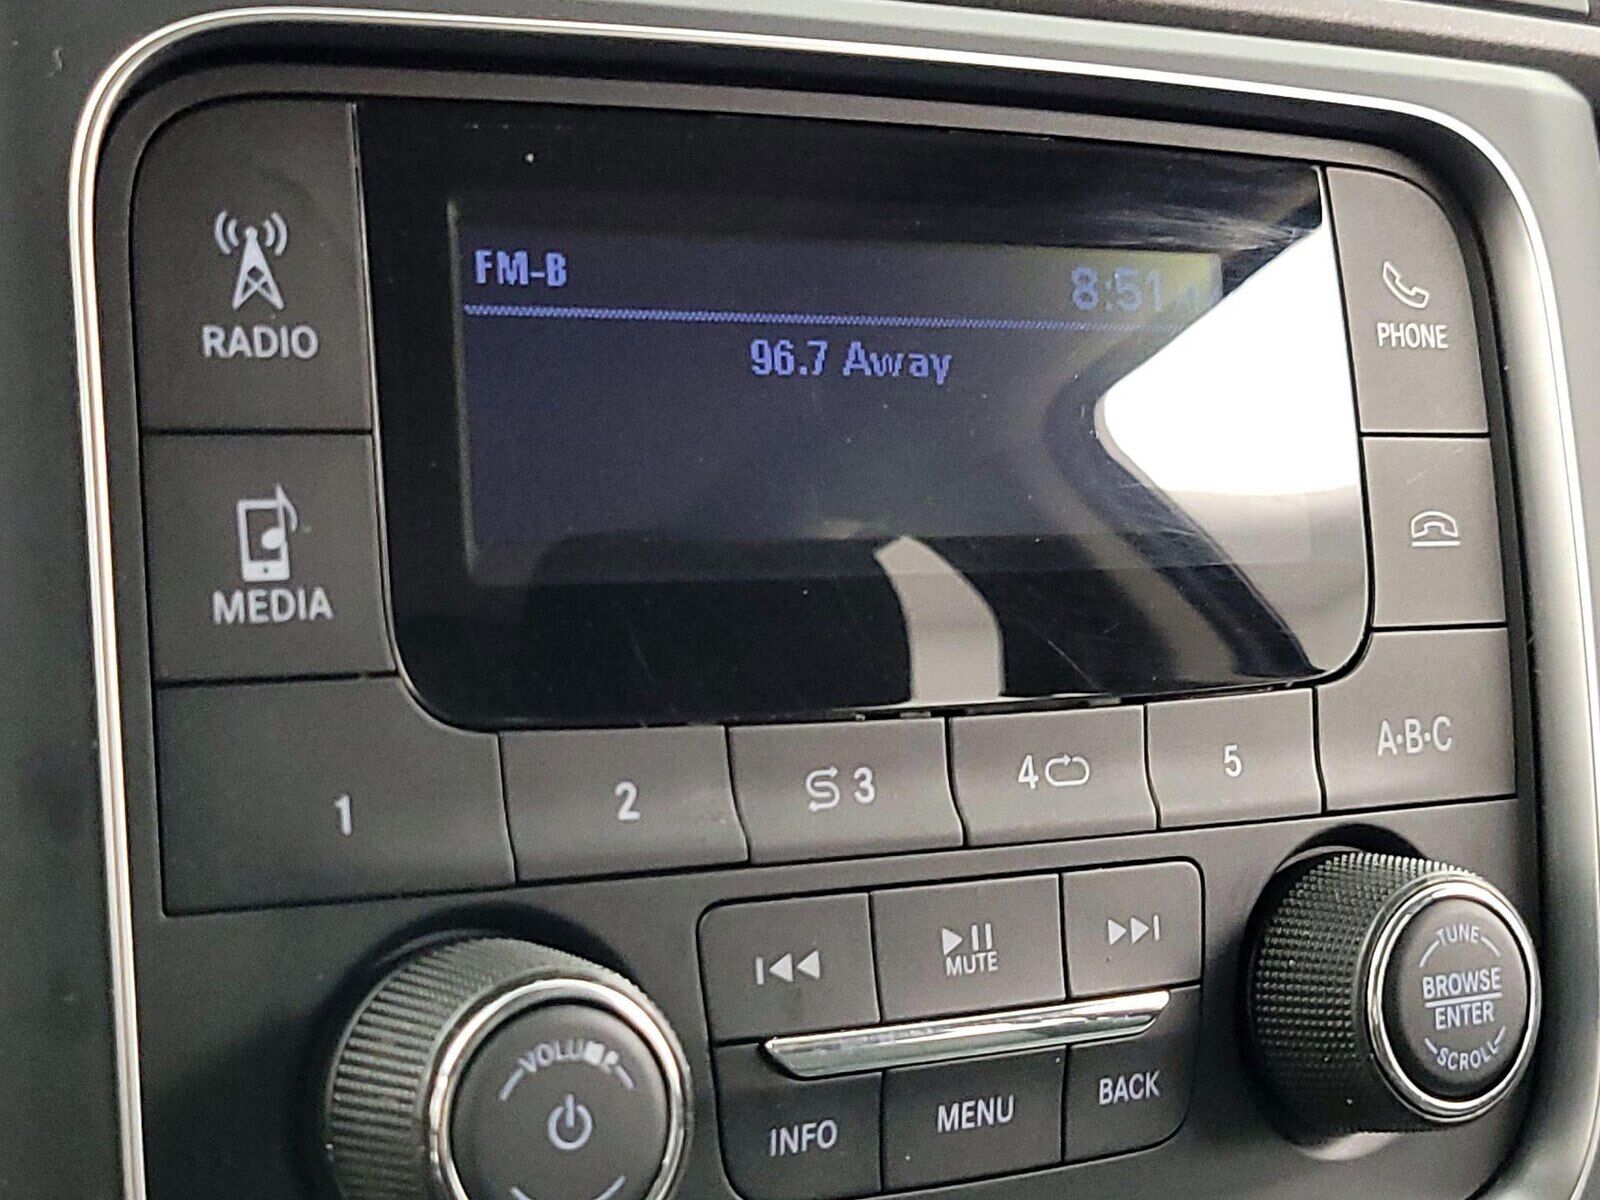 FM-B 8:51
96.7 Away
RADIO
MEDIA
PHONE
1 2 3 4 5 A·B·C
MUTE
VOLUME
INFO MENU BACK
TUNE
BROWSE
ENTER
SCROLL